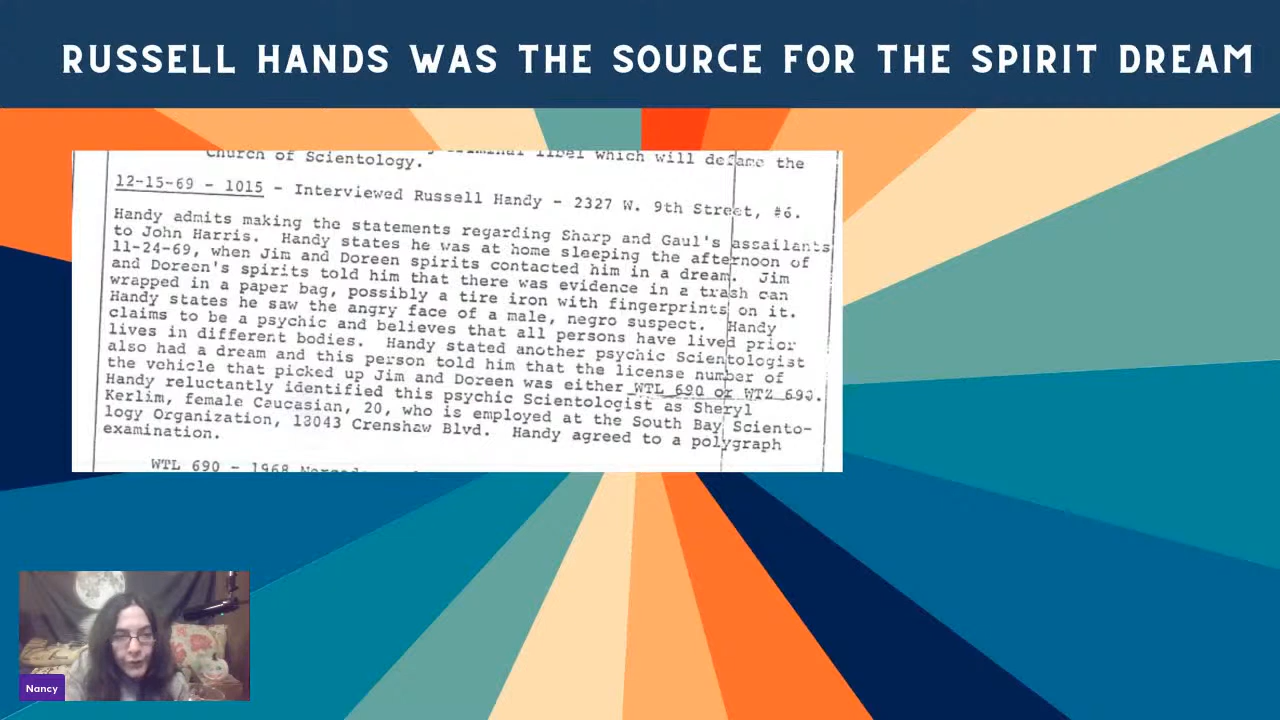 RUSSELL HANDS WAS THE SOURCE FOR THE SPIRIT DREAM
libel which will defame the
Church of Scientology.
12-15-69 - 1015 - Interviewed Russell Handy - 2327 W. 9th Street, #6.
Handy admits making the statements regarding Sharp and Gaul's assailants
to John Harris. Handy states he was at home sleeping the afternoon of
11-24-69, when Jim and Doreen spirits contacted him in a dream. Jim
and Doreen's spirits told him that there was evidence in a trash can
wrapped in a paper bag, possibly a tire iron with fingerprints on it.
Handy states he saw the angry face of a male, negro suspect. Handy
claims to be a psychic and believes that all persons have lived prior
lives in different bodies. Handy stated another psychic Scientologist
also had a dream and this person told him that the license number of
the vehicle that picked up Jim and Doreen was either WTL 690 or WTZ 690.
Handy reluctantly identified this psychic Scientologist as Sheryl
Kerlim, female Caucasian, 20, who is employed at the South Bay Sciento-
logy Organization, 13043 Crenshaw Blvd. Handy agreed to a polygraph
examination.
WTL 690 - 1968
Nancy